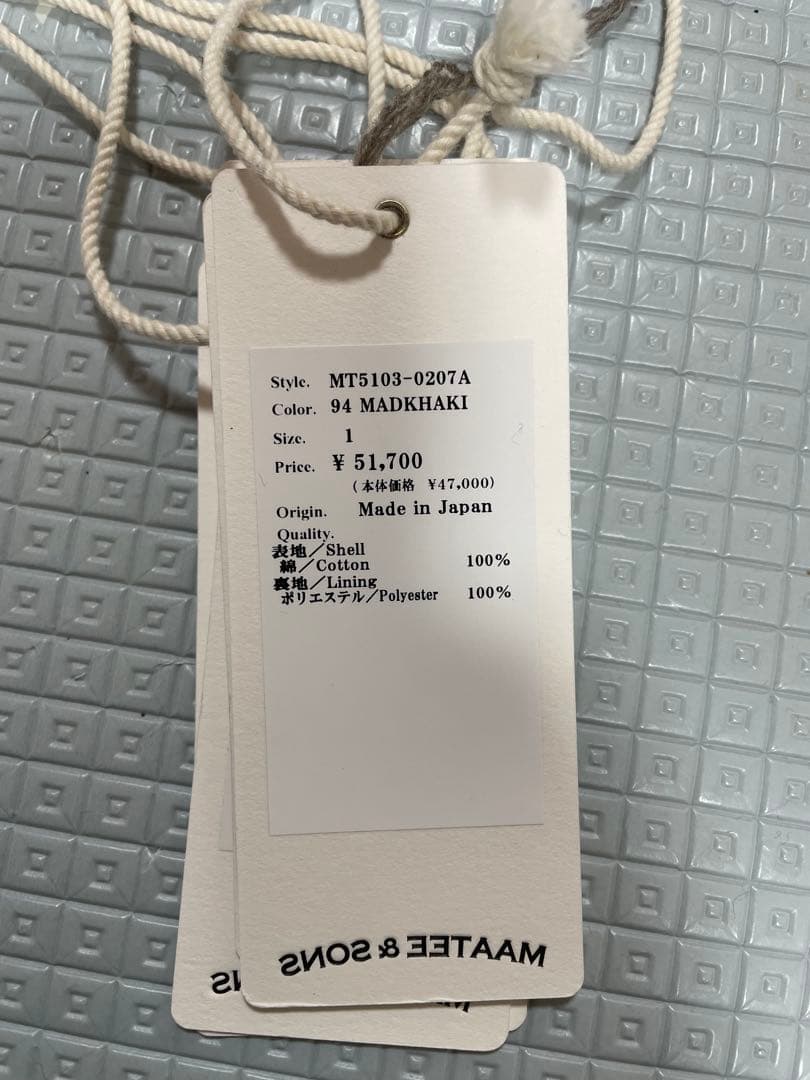 Style. MT5103-0207A
Color. 94 MADKHAKI
Size. 1
Price. ¥ 51,700
(本体価格 ¥47,000)
Origin. Made in Japan
Quality.
表地／Shell
綿／Cotton 100%
裏地／Lining
ポリエステル／Polyester 100%
MAATEE & SONS